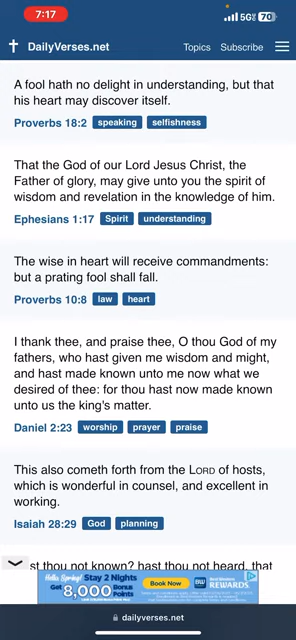 7:17
5G 70
DailyVerses.net Topics Subscribe
A fool hath no delight in understanding, but that
his heart may discover itself.
Proverbs 18:2 speaking selfishness
That the God of our Lord Jesus Christ, the
Father of glory, may give unto you the spirit of
wisdom and revelation in the knowledge of him.
Ephesians 1:17 Spirit understanding
The wise in heart will receive commandments:
but a prating fool shall fall.
Proverbs 10:8 law heart
I thank thee, and praise thee, O thou God of my
fathers, who hast given me wisdom and might,
and hast made known unto me now what we
desired of thee: for thou hast now made known
unto us the king's matter.
Daniel 2:23 worship prayer praise
This also cometh forth from the LORD of hosts,
which is wonderful in counsel, and excellent in
working.
Isaiah 28:29 God planning
st thou not known? hast thou not heard, that
Hello Spring! Stay 2 Nights
Get 8,000 Bonus Points
Book Now
BW Best Western REWARDS.
dailyverses.net